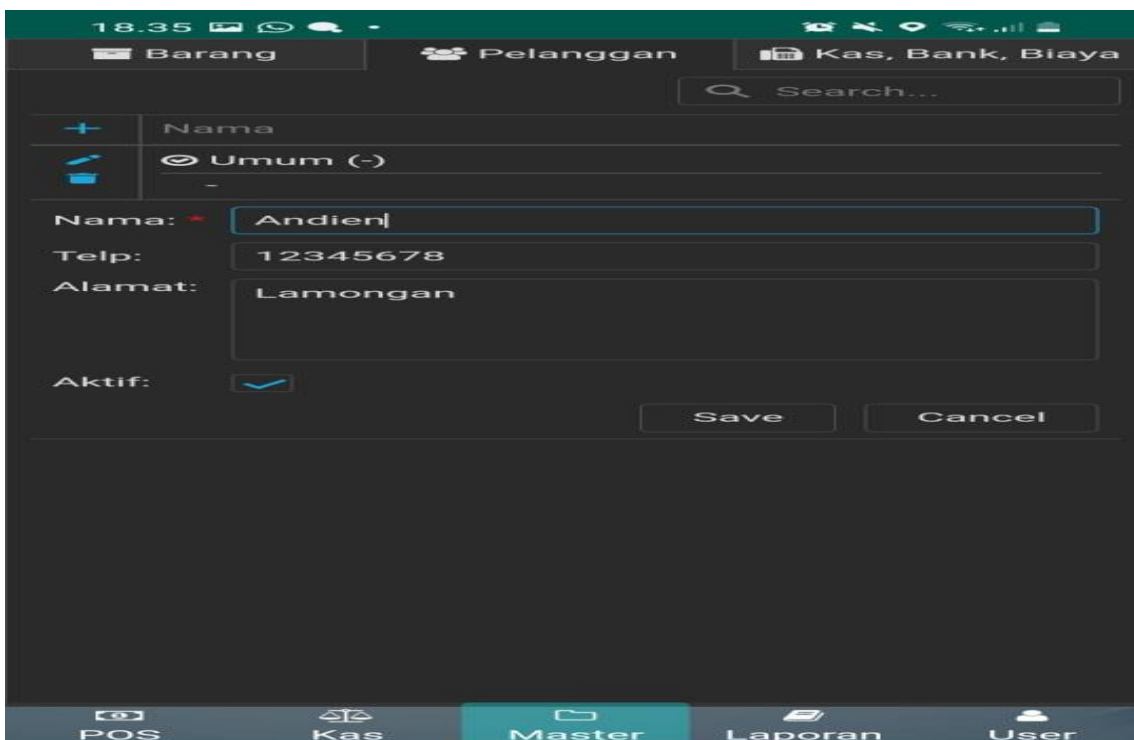 18.35
Barang Pelanggan Kas, Bank, Biaya
Search...
Nama
Umum (-)
-
Nama: * Andien
Telp: 12345678
Alamat: Lamongan
Aktif:
Save Cancel
POS Kas Master Laporan User